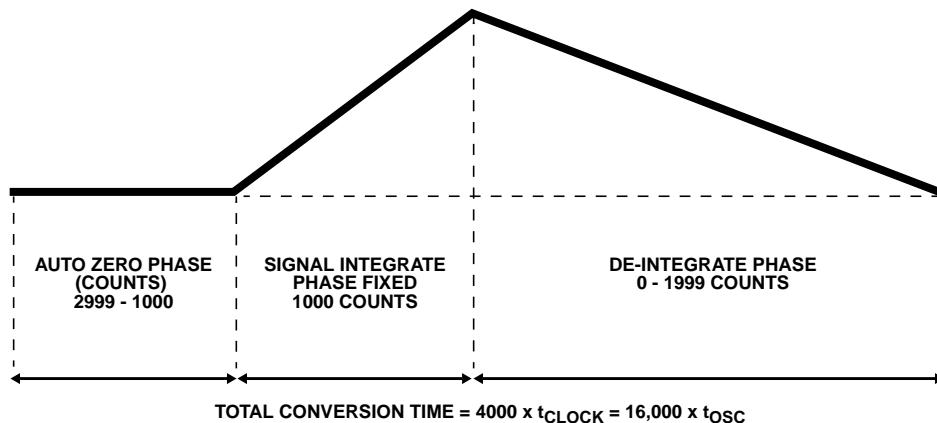 AUTO ZERO PHASE
(COUNTS)
2999 - 1000
SIGNAL INTEGRATE
PHASE FIXED
1000 COUNTS
DE-INTEGRATE PHASE
0 - 1999 COUNTS
TOTAL CONVERSION TIME = 4000 x tCLOCK = 16,000 x tOSC